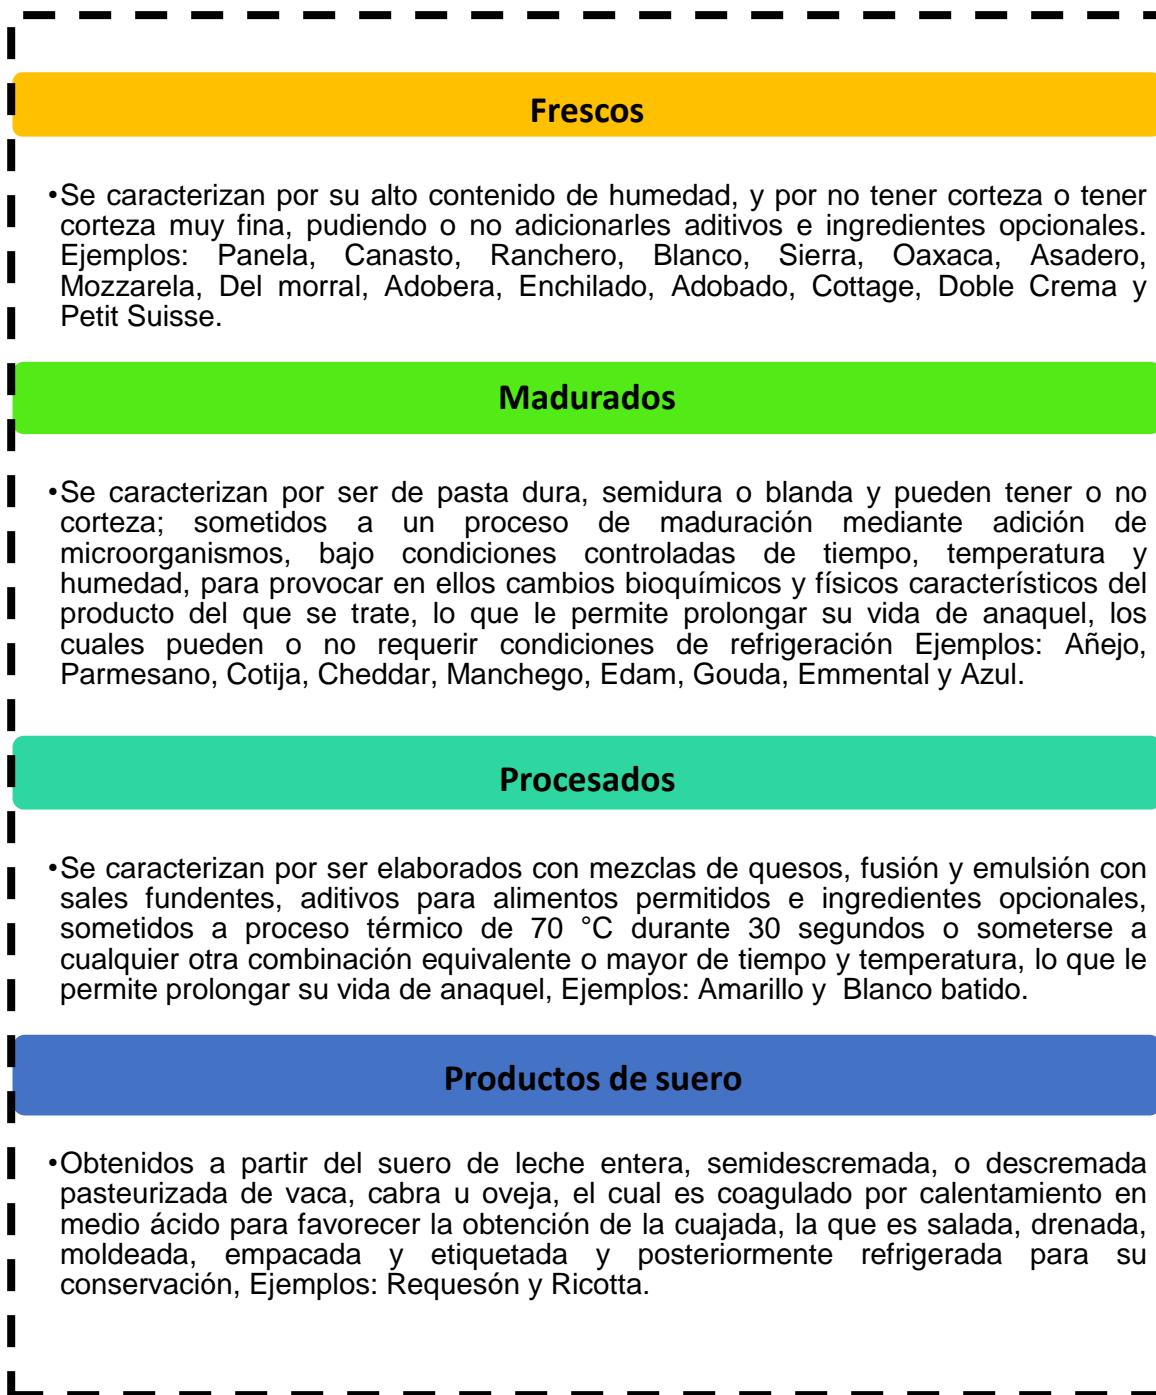 Frescos
•Se caracterizan por su alto contenido de humedad, y por no tener corteza o tener
corteza muy fina, pudiendo o no adicionarles aditivos e ingredientes opcionales.
Ejemplos: Panela, Canasto, Ranchero, Blanco, Sierra, Oaxaca, Asadero,
Mozzarela, Del morral, Adobera, Enchilado, Adobado, Cottage, Doble Crema y
Petit Suisse.
Madurados
•Se caracterizan por ser de pasta dura, semidura o blanda y pueden tener o no
corteza; sometidos a un proceso de maduración mediante adición de
microorganismos, bajo condiciones controladas de tiempo, temperatura y
humedad, para provocar en ellos cambios bioquímicos y físicos característicos del
producto del que se trate, lo que le permite prolongar su vida de anaquel, los
cuales pueden o no requerir condiciones de refrigeración Ejemplos: Añejo,
Parmesano, Cotija, Cheddar, Manchego, Edam, Gouda, Emmental y Azul.
Procesados
•Se caracterizan por ser elaborados con mezclas de quesos, fusión y emulsión con
sales fundentes, aditivos para alimentos permitidos e ingredientes opcionales,
sometidos a proceso térmico de 70 °C durante 30 segundos o someterse a
cualquier otra combinación equivalente o mayor de tiempo y temperatura, lo que le
permite prolongar su vida de anaquel, Ejemplos: Amarillo y Blanco batido.
Productos de suero
•Obtenidos a partir del suero de leche entera, semidescremada, o descremada
pasteurizada de vaca, cabra u oveja, el cual es coagulado por calentamiento en
medio ácido para favorecer la obtención de la cuajada, la que es salada, drenada,
moldeada, empacada y etiquetada y posteriormente refrigerada para su
conservación, Ejemplos: Requesón y Ricotta.